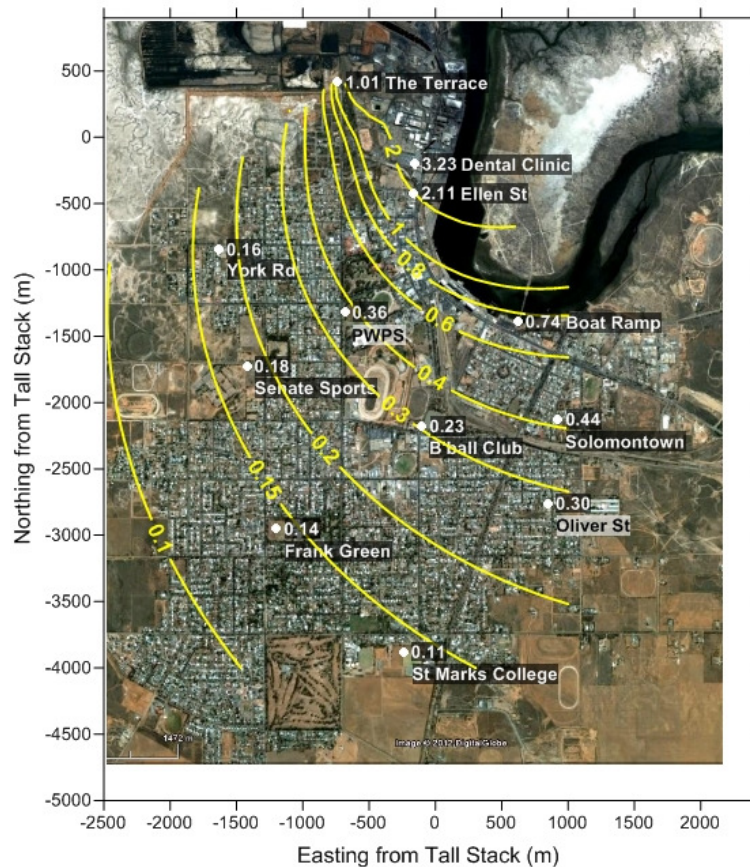 500
0
-500
-1000
-1500
-2000
-2500
-3000
-3500
-4000
-4500
-5000
Northing from Tall Stack (m)
1.01 The Terrace
2
3.23 Dental Clinic
2.11 Ellen St
1
0.16
York Rd
0.8
0.6
0.36
PWPS
0.74 Boat Ramp
0.18
Senate Sports
0.4
0.3
0.23
B'ball Club
0.44
Solomontown
0.2
0.15
0.30
Oliver St
0.1
0.14
Frank Green
0.11
St Marks College
1472 m
Image © 2012 DigitalGlobe
-2500 -2000 -1500 -1000 -500 0 500 1000 1500 2000
Easting from Tall Stack (m)